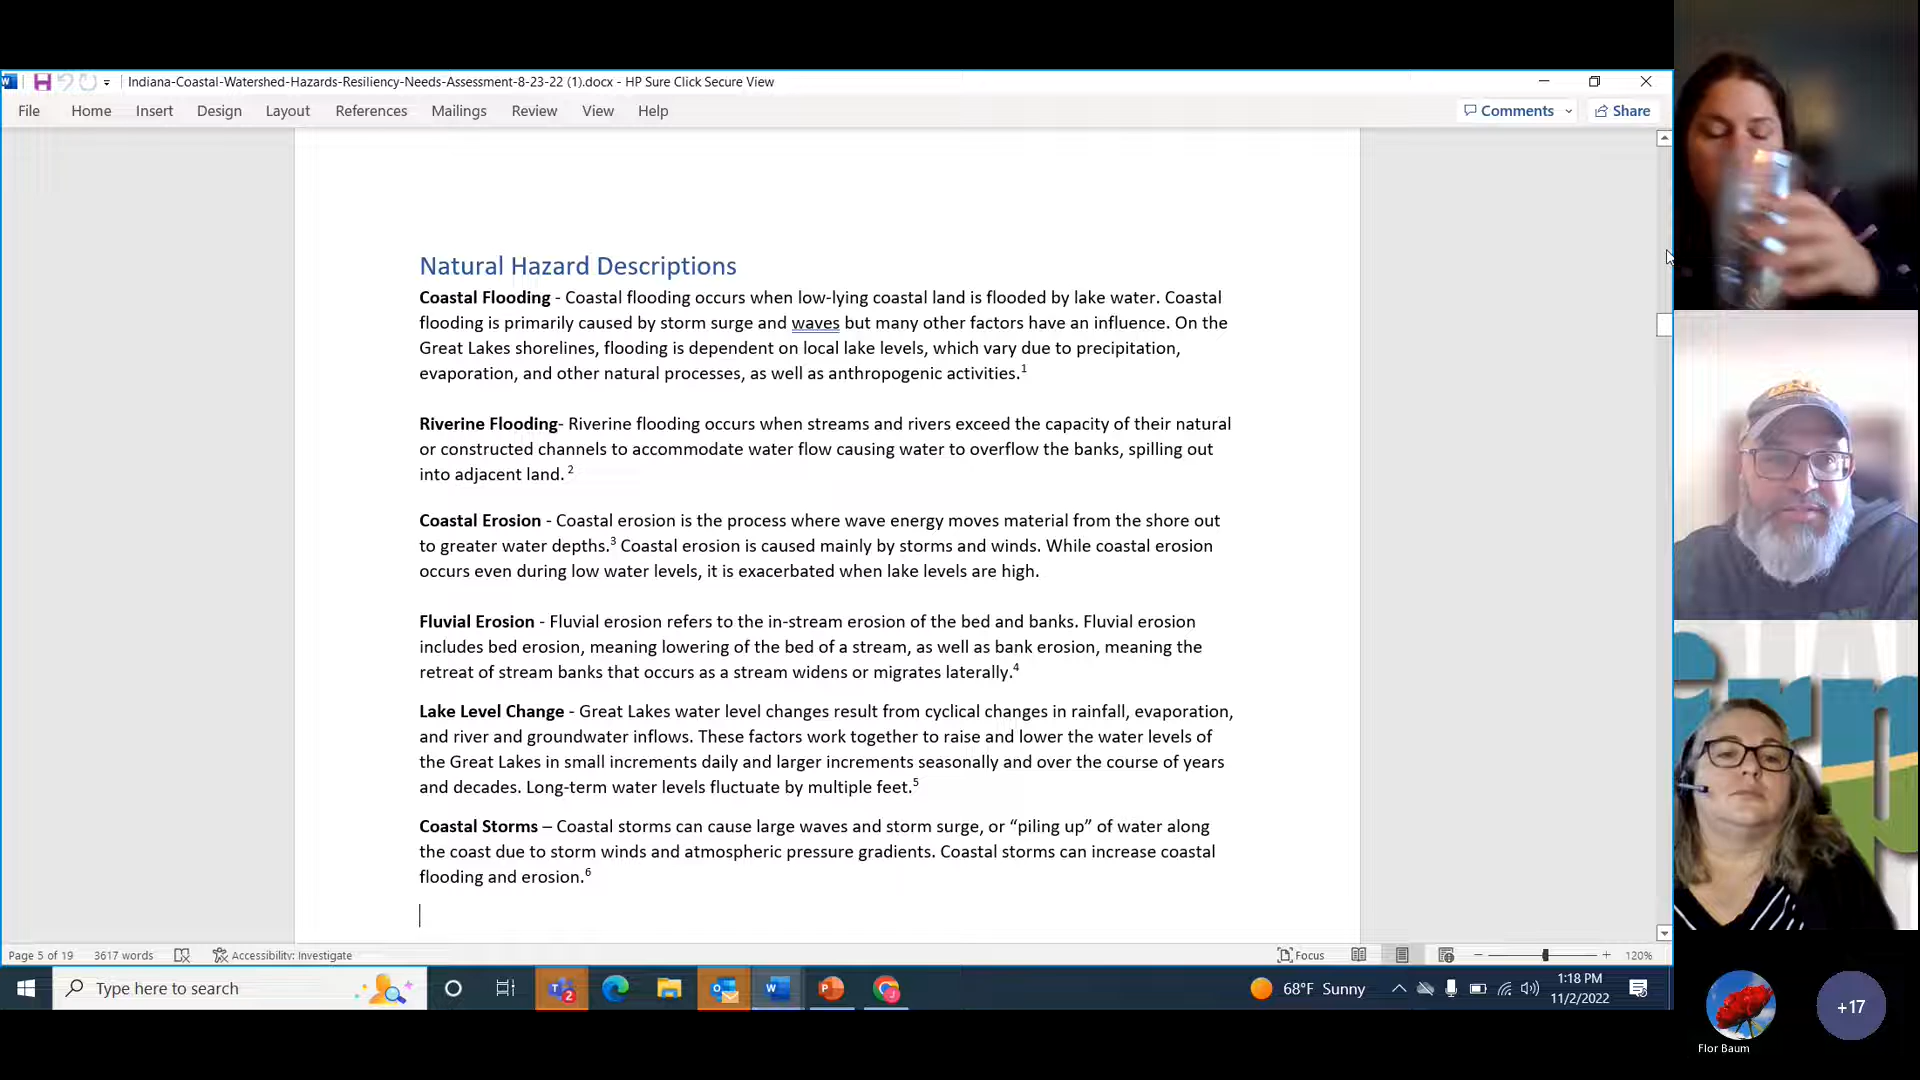 Indiana-Coastal-Watershed-Hazards-Resiliency-Needs-Assessment-8-23-22 (1).docx - HP Sure Click Secure View
File Home Insert Design Layout References Mailings Review View Help Comments Share
Natural Hazard Descriptions
Coastal Flooding - Coastal flooding occurs when low-lying coastal land is flooded by lake water. Coastal
flooding is primarily caused by storm surge and waves but many other factors have an influence. On the
Great Lakes shorelines, flooding is dependent on local lake levels, which vary due to precipitation,
evaporation, and other natural processes, as well as anthropogenic activities.1
Riverine Flooding- Riverine flooding occurs when streams and rivers exceed the capacity of their natural
or constructed channels to accommodate water flow causing water to overflow the banks, spilling out
into adjacent land. 2
Coastal Erosion - Coastal erosion is the process where wave energy moves material from the shore out
to greater water depths.3 Coastal erosion is caused mainly by storms and winds. While coastal erosion
occurs even during low water levels, it is exacerbated when lake levels are high.
Fluvial Erosion - Fluvial erosion refers to the in-stream erosion of the bed and banks. Fluvial erosion
includes bed erosion, meaning lowering of the bed of a stream, as well as bank erosion, meaning the
retreat of stream banks that occurs as a stream widens or migrates laterally.4
Lake Level Change - Great Lakes water level changes result from cyclical changes in rainfall, evaporation,
and river and groundwater inflows. These factors work together to raise and lower the water levels of
the Great Lakes in small increments daily and larger increments seasonally and over the course of years
and decades. Long-term water levels fluctuate by multiple feet.5
Coastal Storms – Coastal storms can cause large waves and storm surge, or “piling up” of water along
the coast due to storm winds and atmospheric pressure gradients. Coastal storms can increase coastal
flooding and erosion.6
Page 5 of 19 3617 words Accessibility: Investigate Focus 120%
Type here to search 2 68°F Sunny 1:18 PM
11/2/2022
+17
Flor Baum